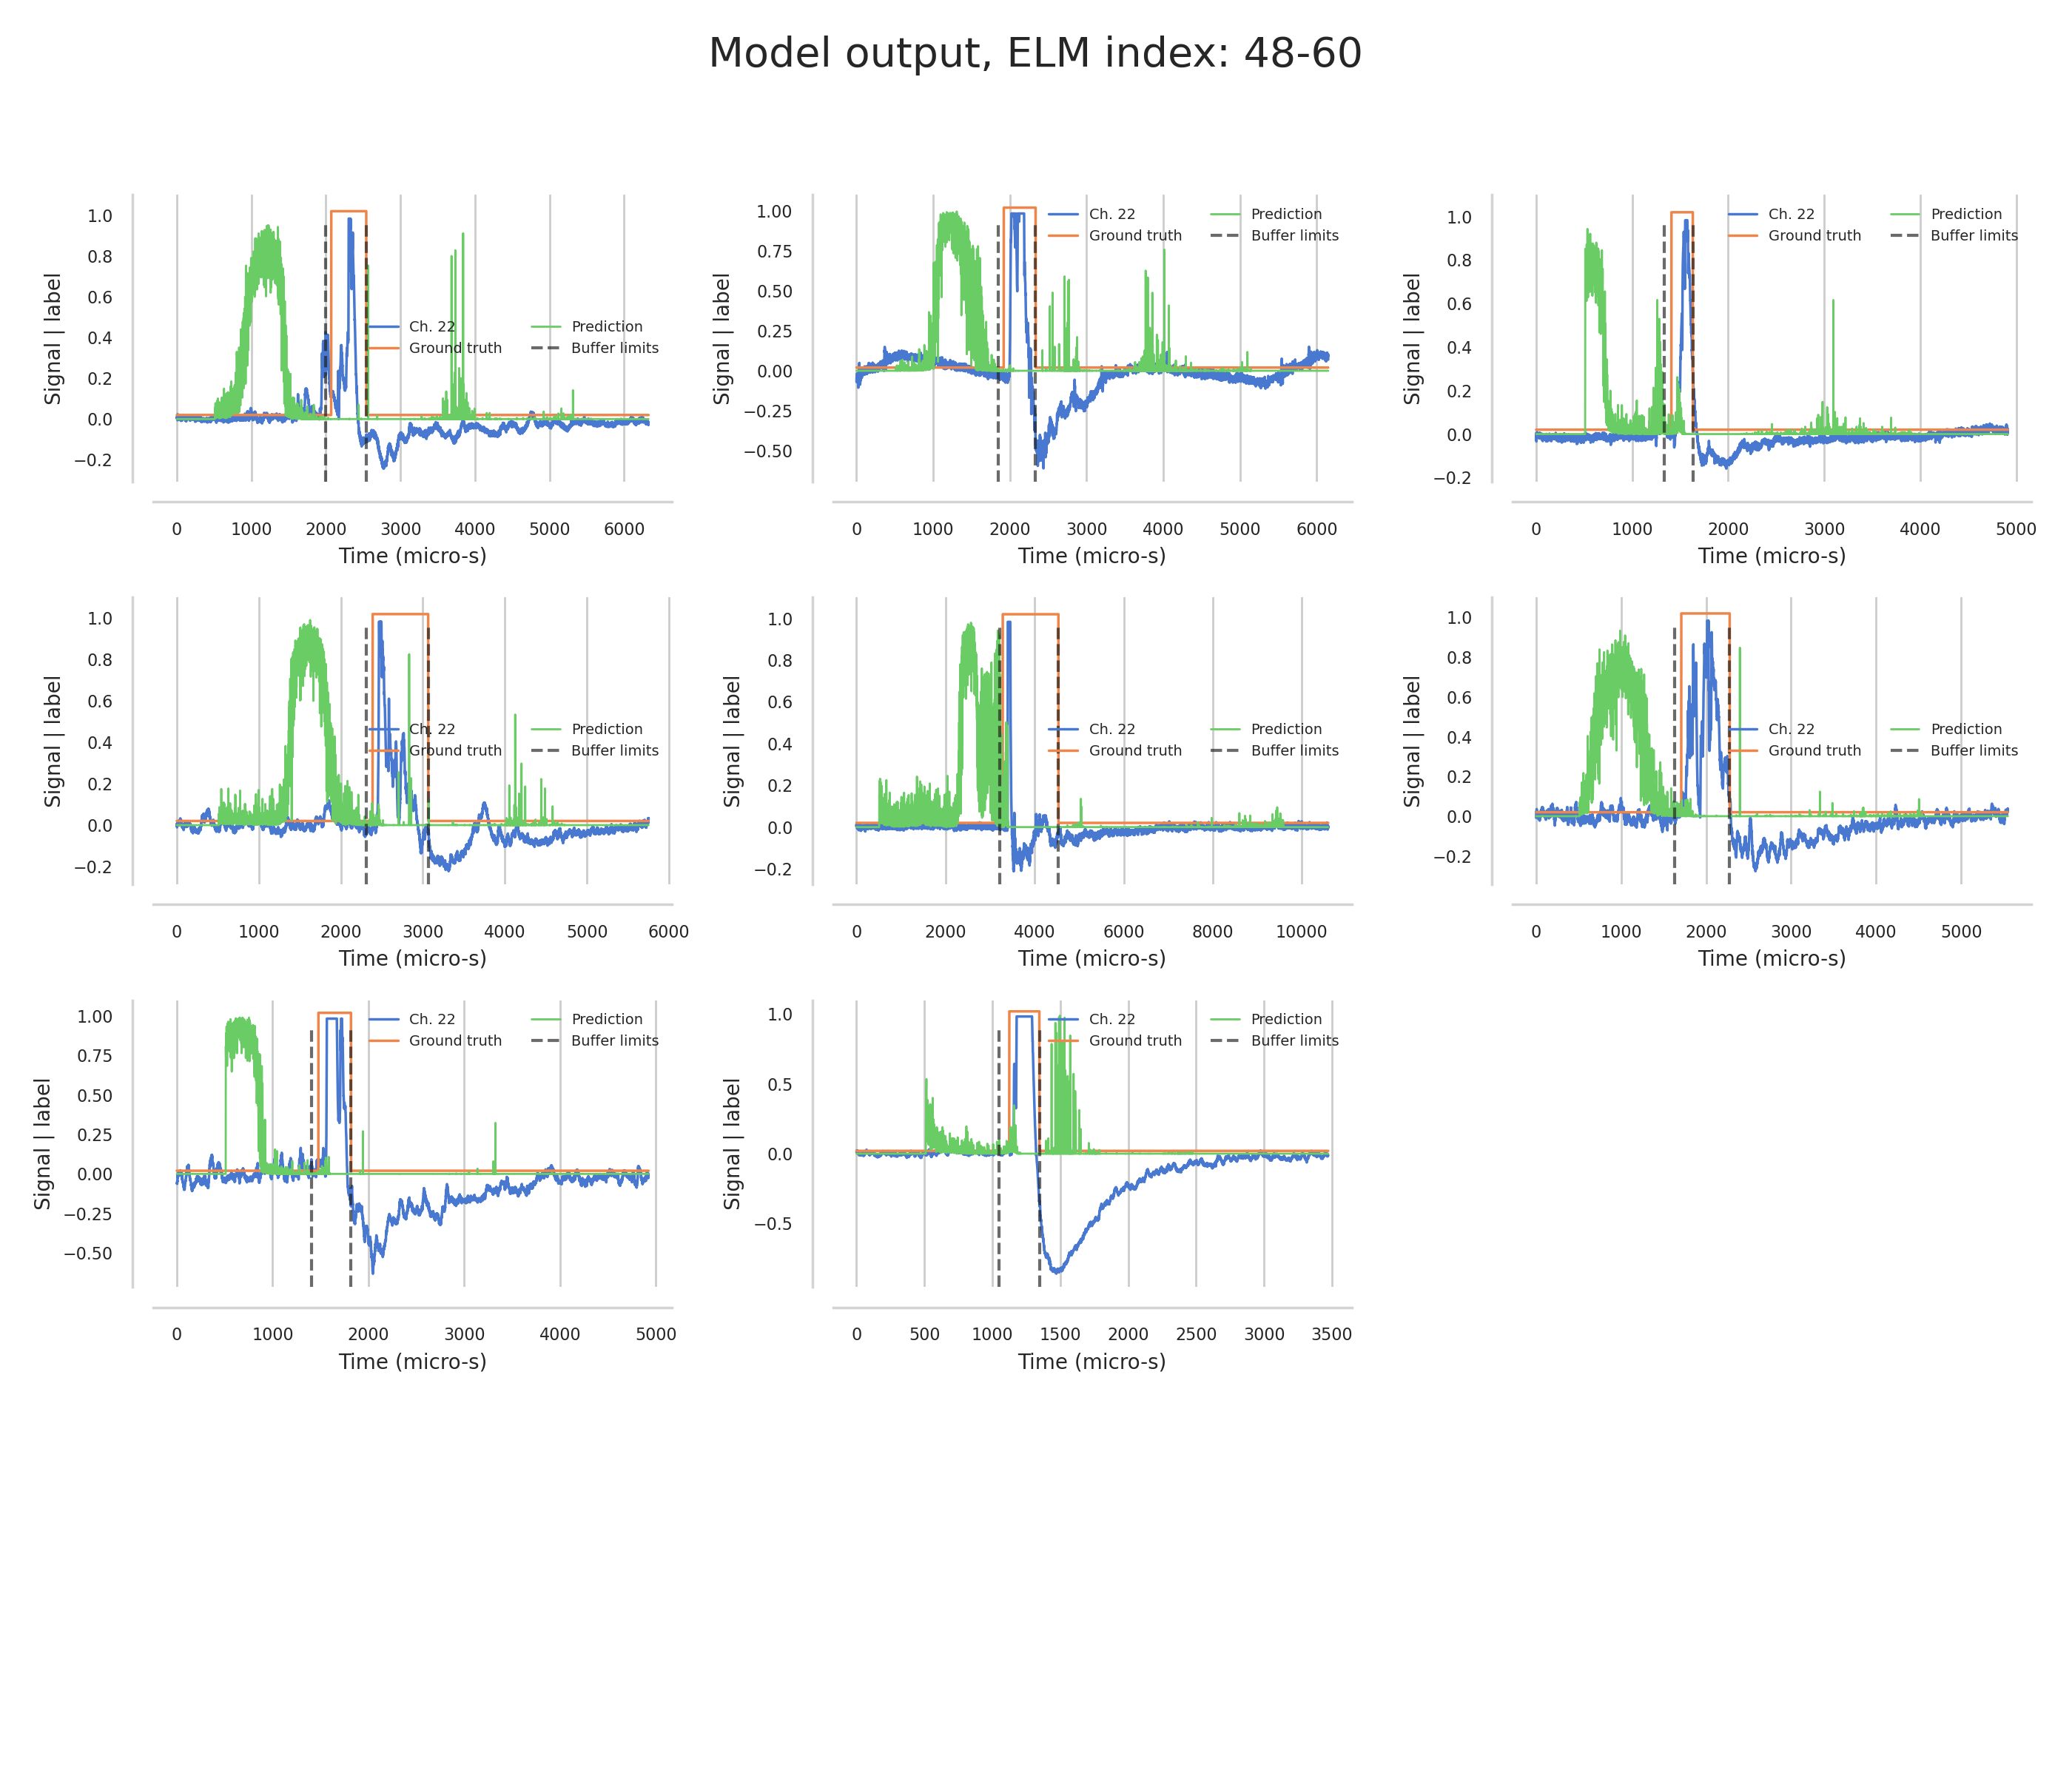 Model output, ELM index: 48-60
Signal | label
1.0
0.8
0.6
0.4
0.2
0.0
−0.2
Ch. 22
Ground truth
Prediction
Buffer limits
0 1000 2000 3000 4000 5000 6000
Time (micro-s)
Signal | label
1.00
0.75
0.50
0.25
0.00
−0.25
−0.50
Ch. 22
Ground truth
Prediction
Buffer limits
0 1000 2000 3000 4000 5000 6000
Time (micro-s)
Signal | label
1.0
0.8
0.6
0.4
0.2
0.0
−0.2
Ch. 22
Ground truth
Prediction
Buffer limits
0 1000 2000 3000 4000 5000
Time (micro-s)
Signal | label
1.0
0.8
0.6
0.4
0.2
0.0
−0.2
Ch. 22
Ground truth
Prediction
Buffer limits
0 1000 2000 3000 4000 5000 6000
Time (micro-s)
Signal | label
1.0
0.8
0.6
0.4
0.2
0.0
−0.2
Ch. 22
Ground truth
Prediction
Buffer limits
0 2000 4000 6000 8000 10000
Time (micro-s)
Signal | label
1.0
0.8
0.6
0.4
0.2
0.0
−0.2
Ch. 22
Ground truth
Prediction
Buffer limits
0 1000 2000 3000 4000 5000
Time (micro-s)
Signal | label
1.00
0.75
0.50
0.25
0.00
−0.25
−0.50
Ch. 22
Ground truth
Prediction
Buffer limits
0 1000 2000 3000 4000 5000
Time (micro-s)
Signal | label
1.0
0.5
0.0
−0.5
Ch. 22
Ground truth
Prediction
Buffer limits
0 500 1000 1500 2000 2500 3000 3500
Time (micro-s)